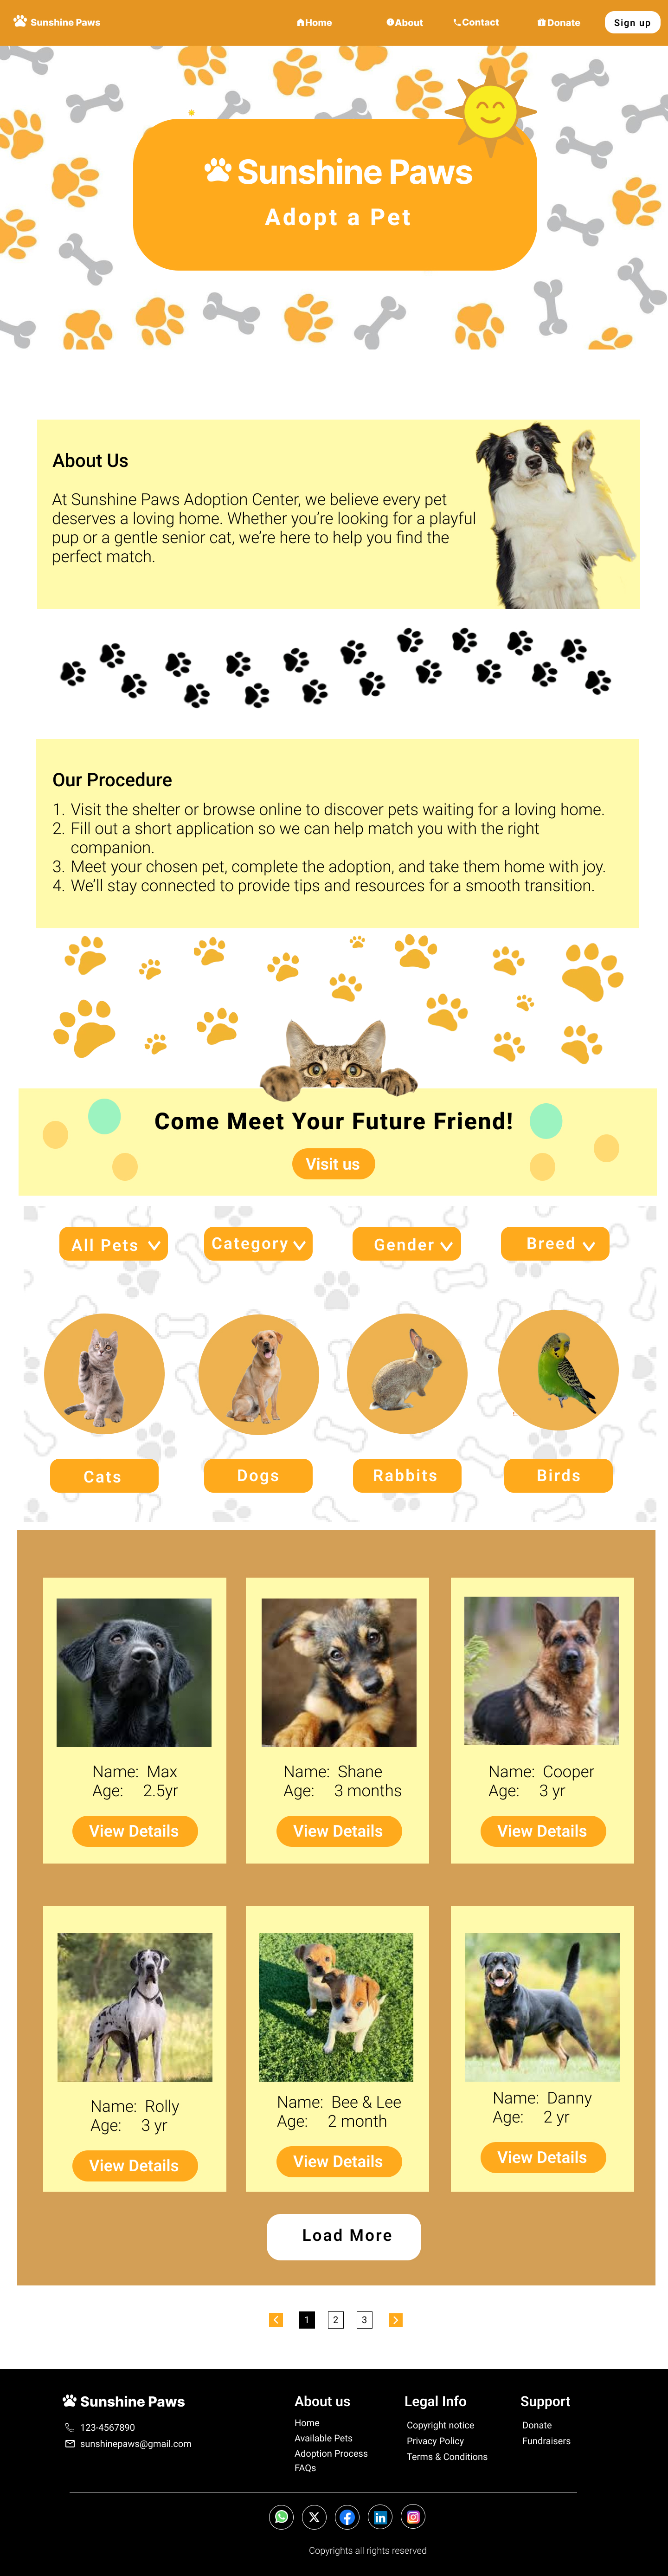 Sunshine Paws
Home
About
Contact
Donate
Sign up
Sunshine Paws
Adopt a Pet
About Us
At Sunshine Paws Adoption Center, we believe every pet
deserves a loving home. Whether you're looking for a playful
pup or a gentle senior cat, we're here to help you find the
perfect match.
Our Procedure
1. Visit the shelter or browse online to discover pets waiting for a loving home.
2. Fill out a short application so we can help match you with the right
companion.
3. Meet your chosen pet, complete the adoption, and take them home with joy.
4. We'll stay connected to provide tips and resources for a smooth transition.
Come Meet Your Future Friend!
Visit us
All Pets
Category
Gender
Breed
Cats
Dogs
Rabbits
Birds
Name: Max
Age: 2.5yr
View Details
Name: Shane
Age: 3 months
View Details
Name: Cooper
Age: 3 yr
View Details
Name: Rolly
Age: 3 yr
View Details
Name: Bee & Lee
Age: 2 month
View Details
Name: Danny
Age: 2 yr
View Details
Load More
1 2 3
Sunshine Paws
123-4567890
sunshinepaws@gmail.com
About us
Home
Available Pets
Adoption Process
FAQs
Legal Info
Copyright notice
Privacy Policy
Terms & Conditions
Support
Donate
Fundraisers
Copyrights all rights reserved